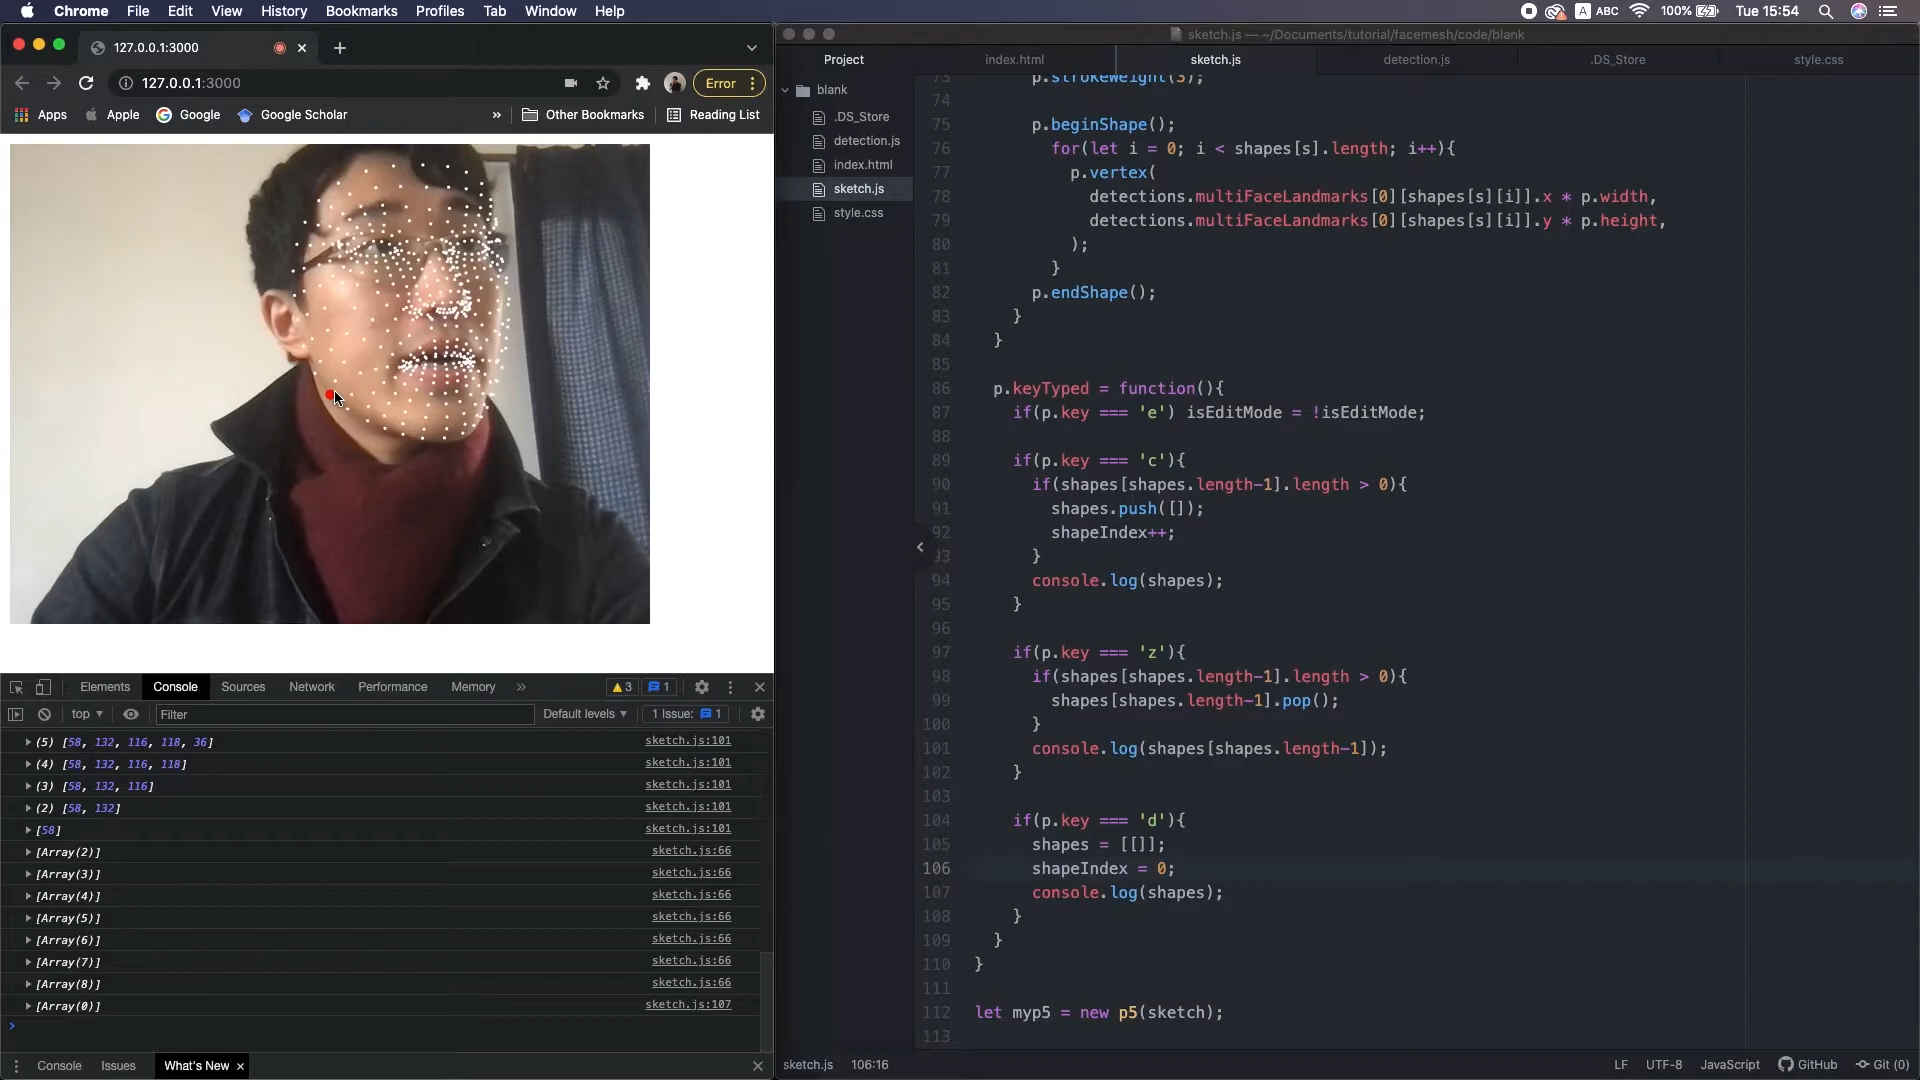 Chrome File Edit View History Bookmarks Profiles Tab Window Help
A ABC 100% Tue 15:54
127.0.0.1:3000
127.0.0.1:3000 Error
Apps Apple Google Google Scholar » Other Bookmarks Reading List
Elements Console Sources Network Performance Memory » 3 1
top Filter Default levels 1 Issue: 1
(5) [58, 132, 116, 118, 36] sketch.js:101
(4) [58, 132, 116, 118] sketch.js:101
(3) [58, 132, 116] sketch.js:101
(2) [58, 132] sketch.js:101
[58] sketch.js:101
[Array(2)] sketch.js:66
[Array(3)] sketch.js:66
[Array(4)] sketch.js:66
[Array(5)] sketch.js:66
[Array(6)] sketch.js:66
[Array(7)] sketch.js:66
[Array(8)] sketch.js:66
[Array(0)] sketch.js:107
Console Issues What's New
sketch.js — ~/Documents/tutorial/facemesh/code/blank
Project index.html sketch.js detection.js .DS_Store style.css
blank
.DS_Store
detection.js
index.html
sketch.js
style.css
73 p.strokeWeight(3);
74
75 p.beginShape();
76 for(let i = 0; i < shapes[s].length; i++){
77 p.vertex(
78 detections.multiFaceLandmarks[0][shapes[s][i]].x * p.width,
79 detections.multiFaceLandmarks[0][shapes[s][i]].y * p.height,
80 );
81 }
82 p.endShape();
83 }
84 }
85
86 p.keyTyped = function(){
87 if(p.key === 'e') isEditMode = !isEditMode;
88
89 if(p.key === 'c'){
90 if(shapes[shapes.length-1].length > 0){
91 shapes.push([]);
92 shapeIndex++;
93 }
94 console.log(shapes);
95 }
96
97 if(p.key === 'z'){
98 if(shapes[shapes.length-1].length > 0){
99 shapes[shapes.length-1].pop();
100 }
101 console.log(shapes[shapes.length-1]);
102 }
103
104 if(p.key === 'd'){
105 shapes = [[]];
106 shapeIndex = 0;
107 console.log(shapes);
108 }
109 }
110 }
111
112 let myp5 = new p5(sketch);
113
sketch.js 106:16 LF UTF-8 JavaScript GitHub Git (0)